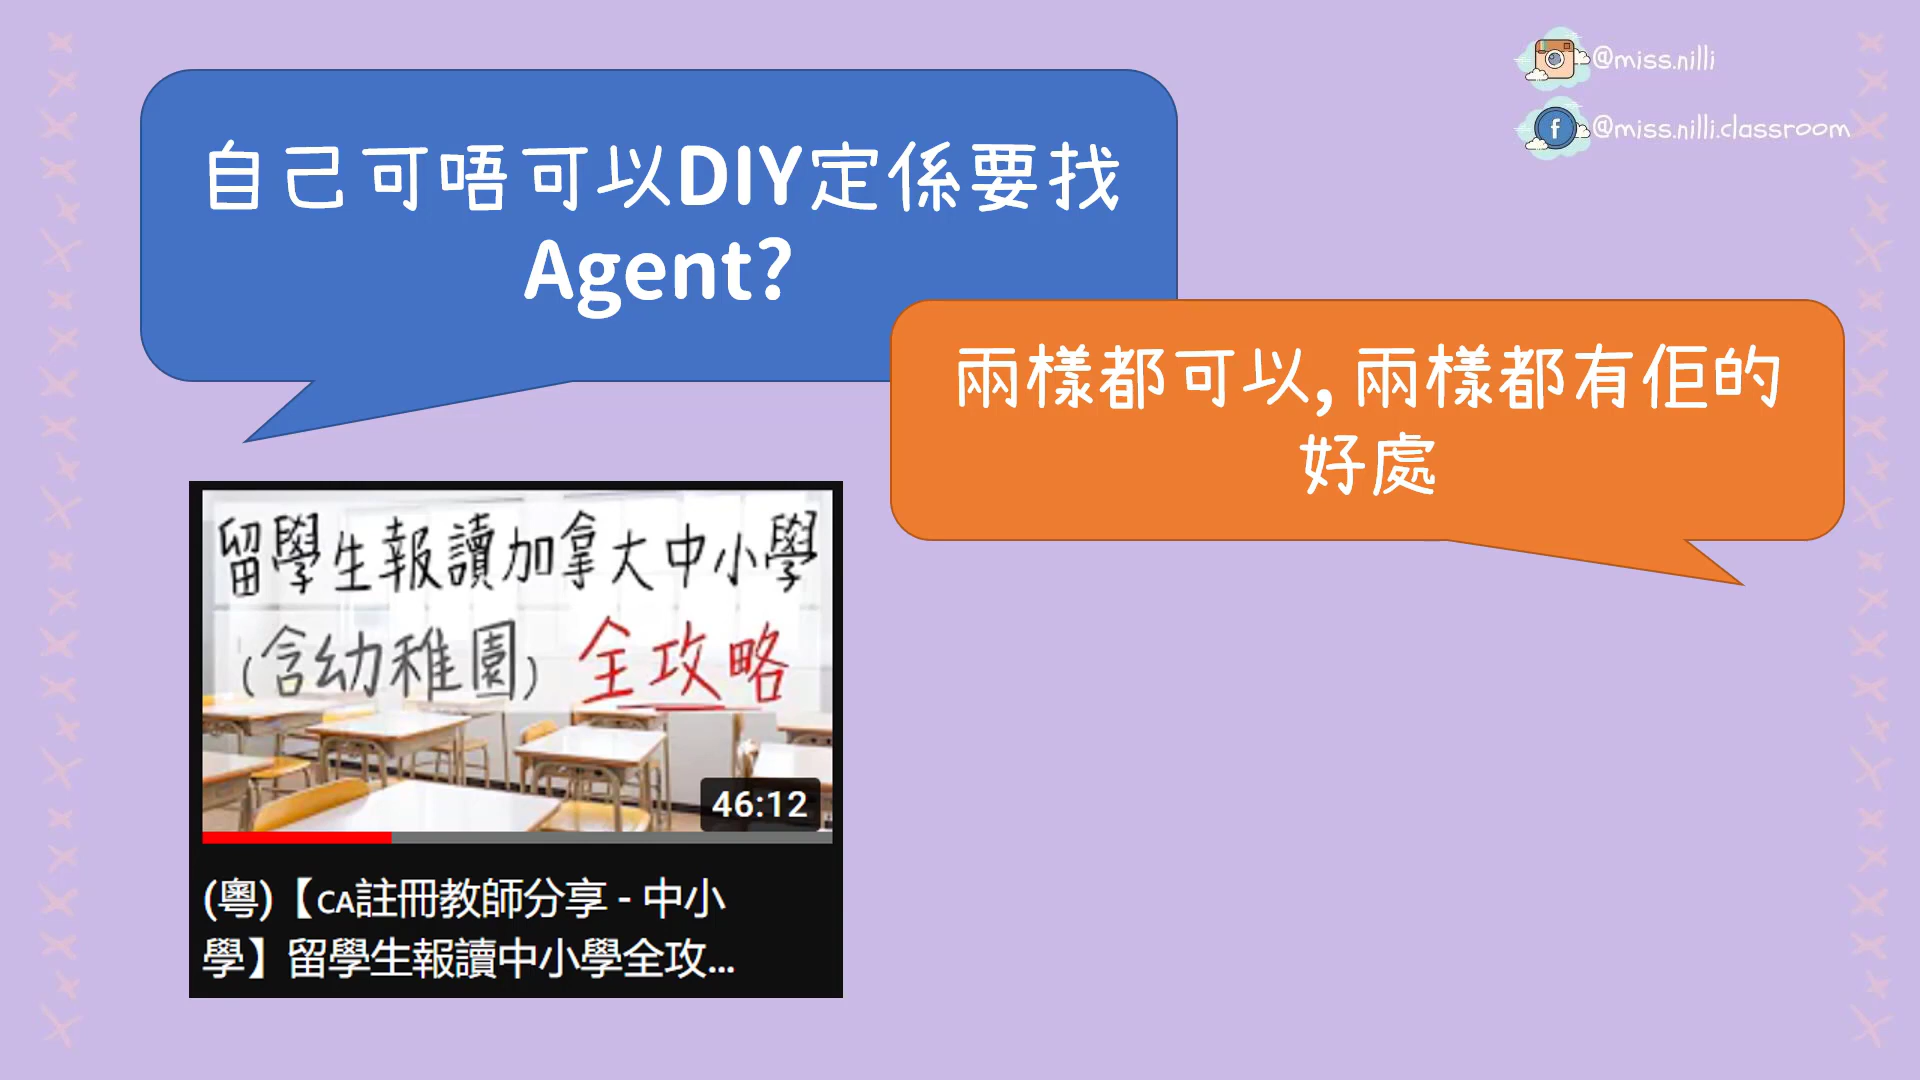 @miss.nilli
@miss.nilli.classroom
自己可唔可以DIY定係要找
Agent?
兩樣都可以,兩樣都有佢的
好處
留學生報讀加拿大中小學
(含幼稚園) 全攻略
46:12
(粵)【CA註冊教師分享 - 中小
學】留學生報讀中小學全攻...